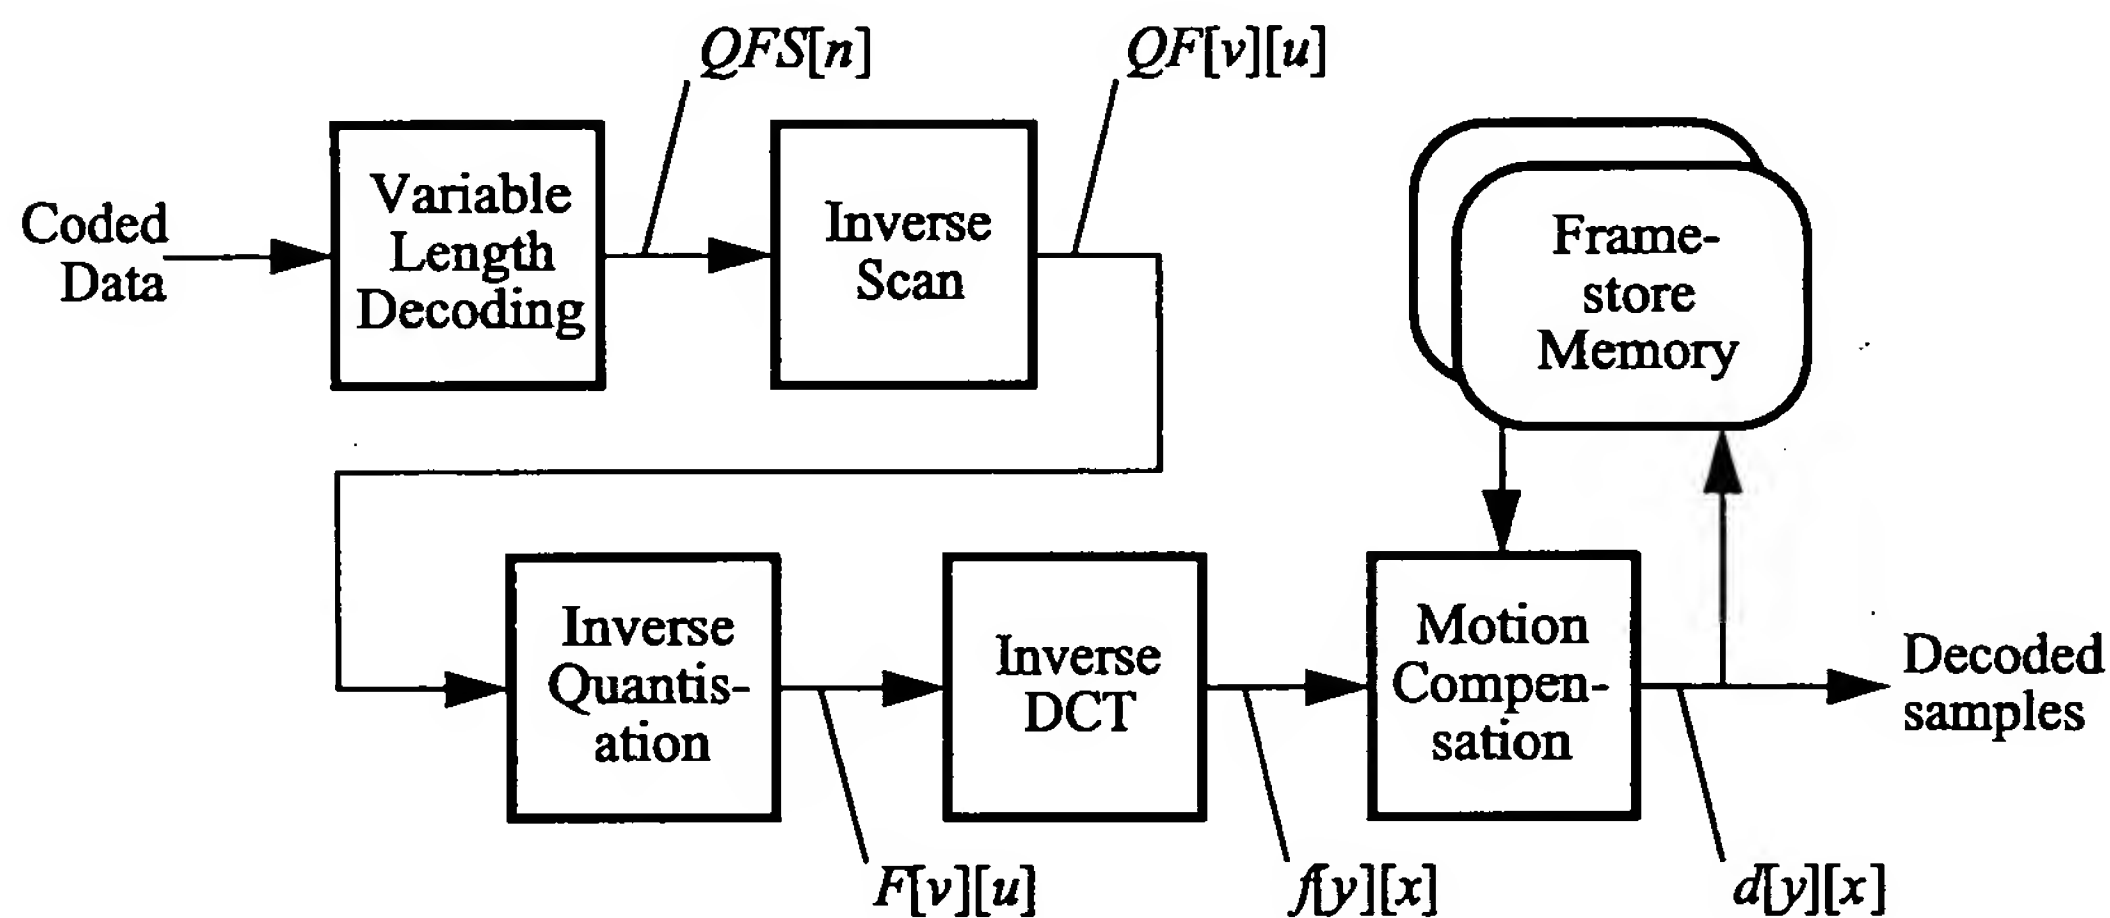 QFS[n]
QF[v][u]
Coded
Data
Variable
Length
Decoding
Inverse
Scan
Frame-
store
Memory
Inverse
Quantis-
ation
Inverse
DCT
Motion
Compen-
sation
Decoded
samples
F[v][u]
f[y][x]
d[y][x]